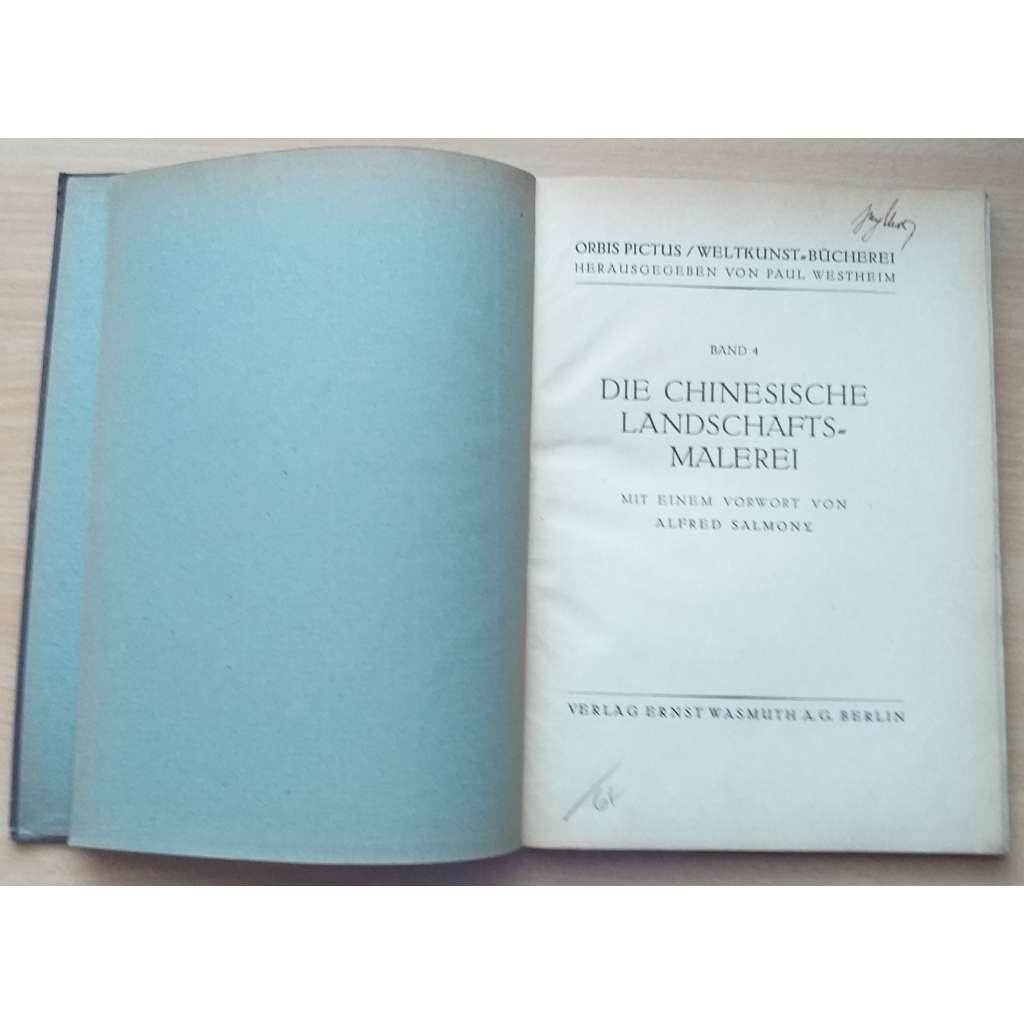 ORBIS PICTUS / WELTKUNST-BÜCHEREI
HERAUSGEGEBEN VON PAUL WESTHEIM
BAND 4
DIE CHINESISCHE
LANDSCHAFTS-
MALEREI
MIT EINEM VORWORT VON
ALFRED SALMONY
VERLAG ERNST WASMUTH A.G. BERLIN